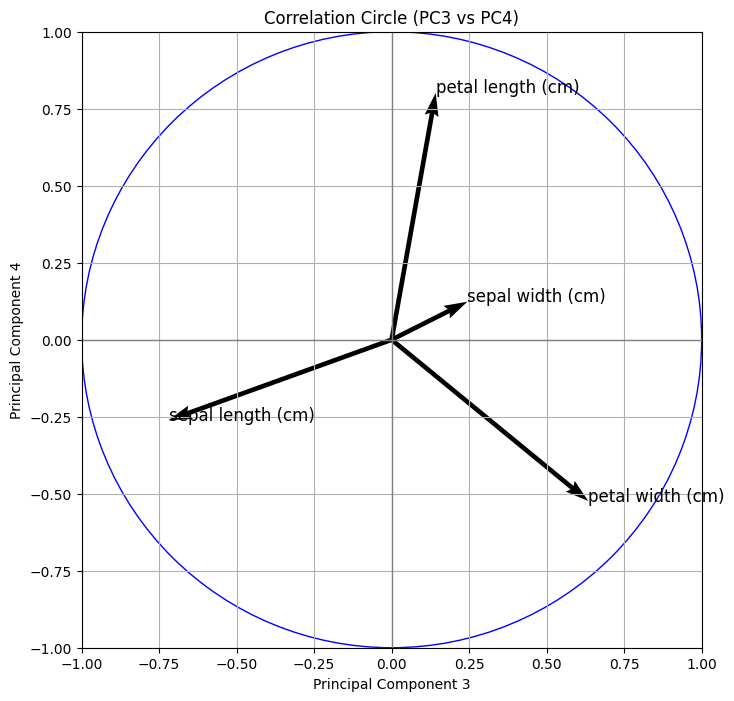 Correlation Circle (PC3 vs PC4)
1.00
petal length (cm)
0.75
0.50
0.25
sepal width (cm)
0.00
Principal Component 4
sepal length (cm)
−0.25
petal width (cm)
−0.50
−0.75
−1.00
−1.00 −0.75 −0.50 −0.25 0.00 0.25 0.50 0.75 1.00
Principal Component 3